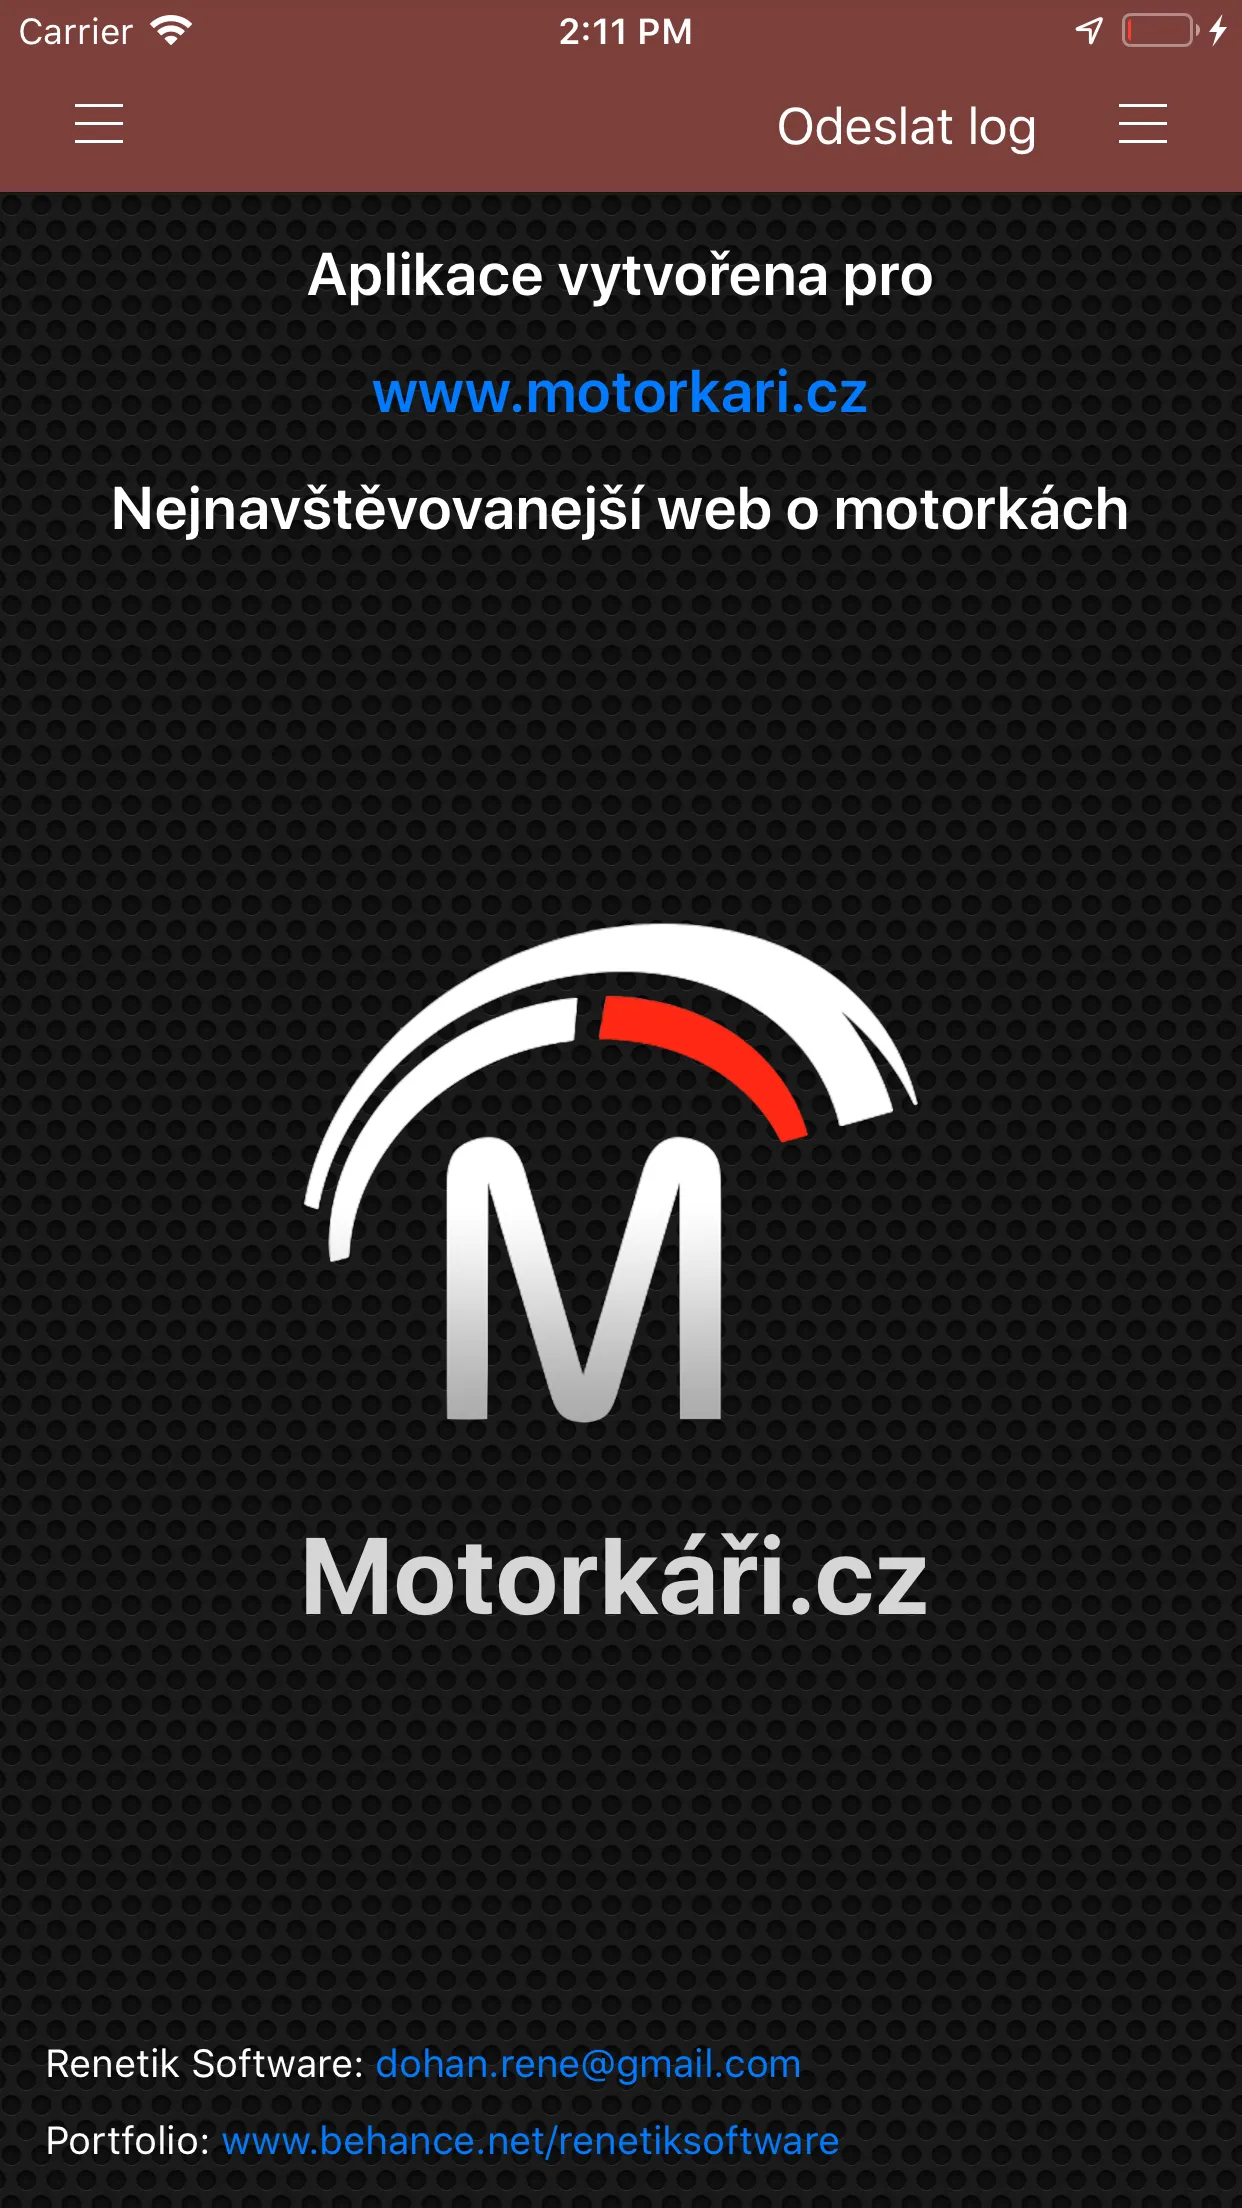 Carrier 2:11 PM
Odeslat log
Aplikace vytvořena pro
www.motorkari.cz
Nejnavštěvovanejší web o motorkách
M
Motorkáři.cz
Renetik Software: dohan.rene@gmail.com
Portfolio: www.behance.net/renetiksoftware